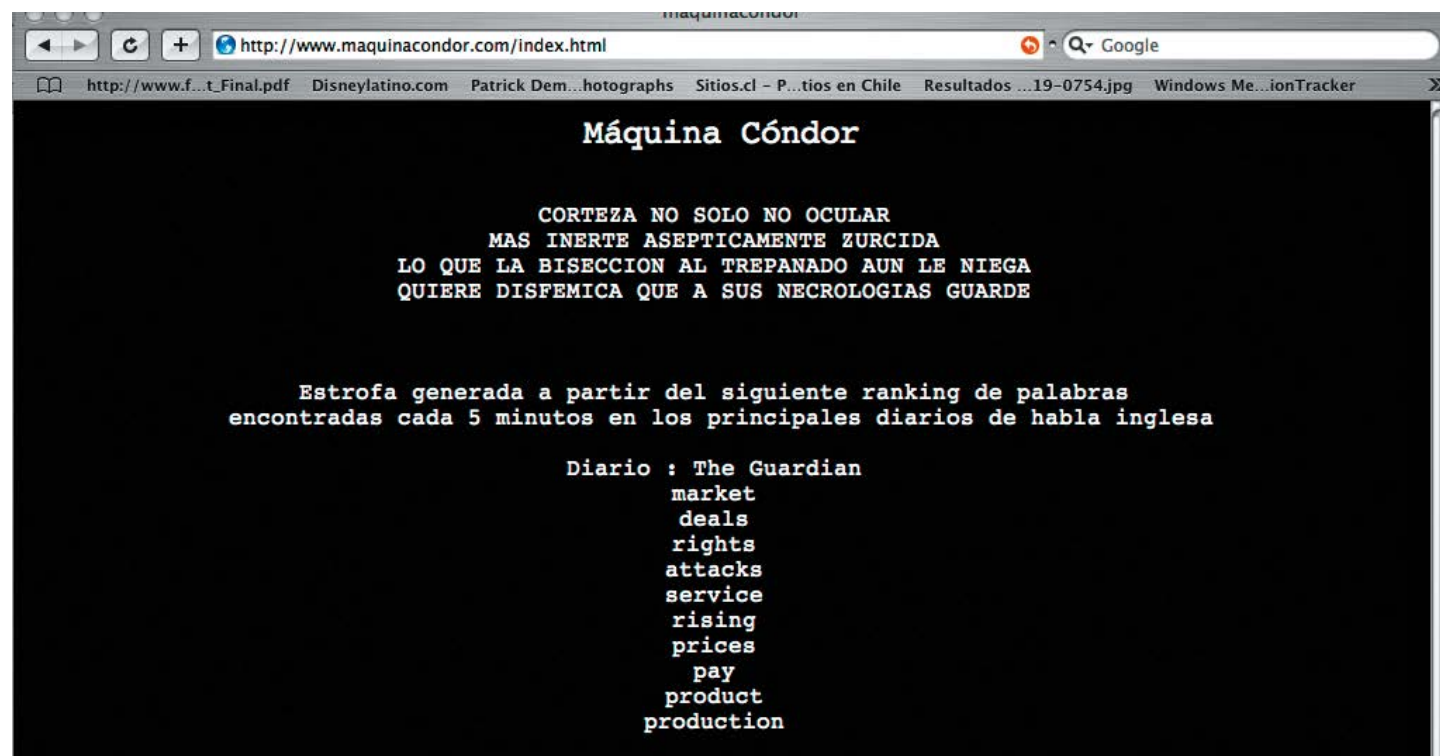 maquinacondor
http://www.maquinacondor.com/index.html Google
http://www.f...t_Final.pdf Disneylatino.com Patrick Dem...hotographs Sitios.cl – P...tios en Chile Resultados ...19-0754.jpg Windows Me...ionTracker
Máquina Cóndor
CORTEZA NO SOLO NO OCULAR
MAS INERTE ASEPTICAMENTE ZURCIDA
LO QUE LA BISECCION AL TREPANADO AUN LE NIEGA
QUIERE DISFEMICA QUE A SUS NECROLOGIAS GUARDE
Estrofa generada a partir del siguiente ranking de palabras
encontradas cada 5 minutos en los principales diarios de habla inglesa
Diario : The Guardian
market
deals
rights
attacks
service
rising
prices
pay
product
production